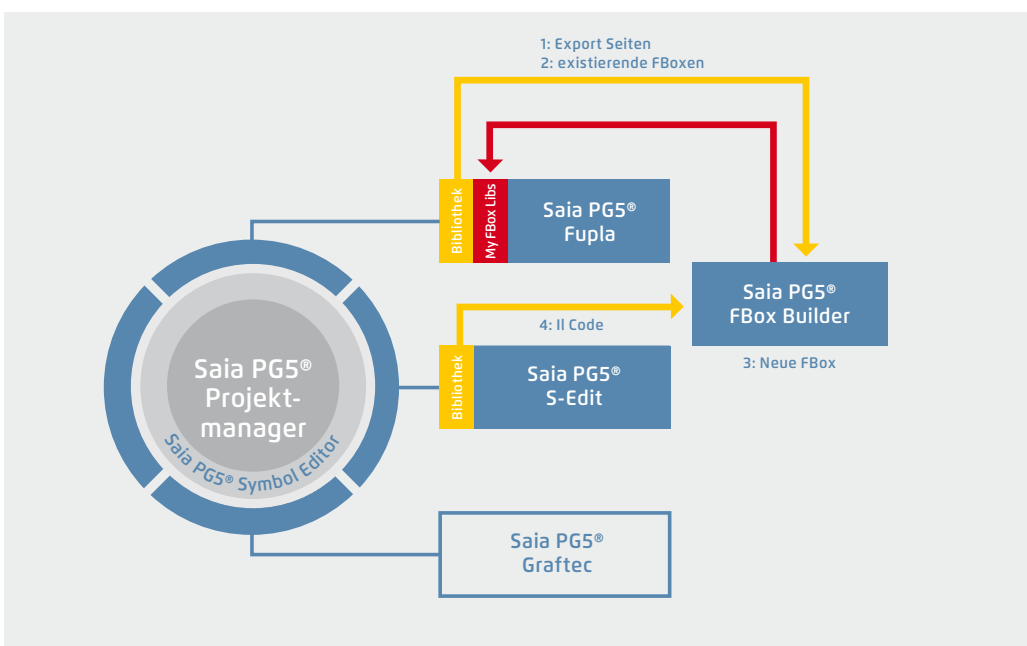 1: Export Seiten
2: existierende FBoxen
Bibliothek
My FBox Libs
Saia PG5®
Fupla
Saia PG5®
FBox Builder
3: Neue FBox
4: Il Code
Bibliothek
Saia PG5®
S-Edit
Saia PG5®
Projekt-
manager
Saia PG5® Symbol Editor
Saia PG5®
Graftec